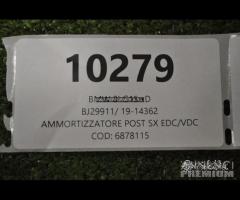 10279
BJ29911/ 19-14362
AMMORTIZZATORE POST SX EDC/VDC
COD: 6878115
PREMIUM